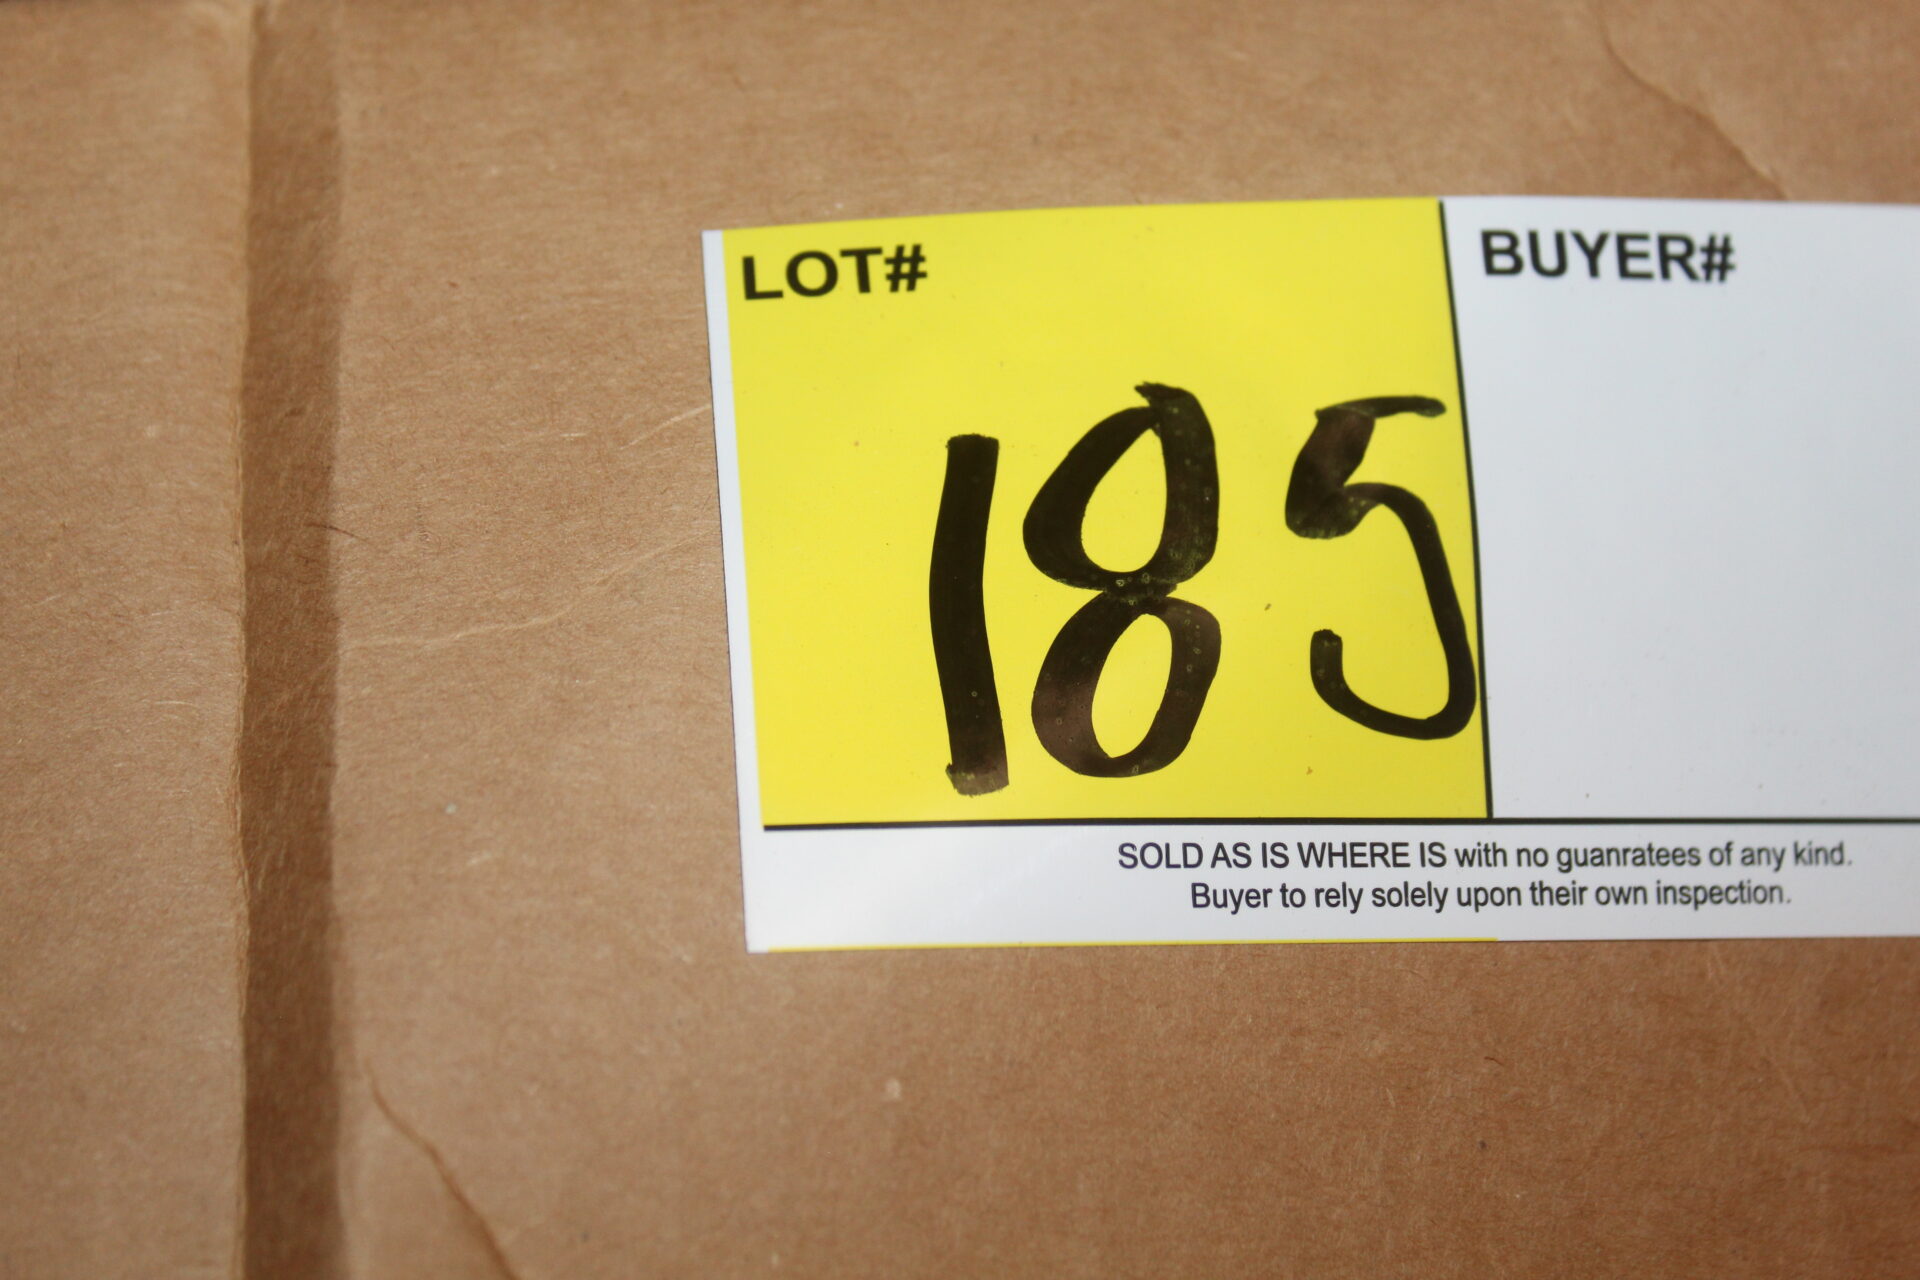 LOT#
BUYER#
185
SOLD AS IS WHERE IS with no guanratees of any kind.
Buyer to rely solely upon their own inspection.